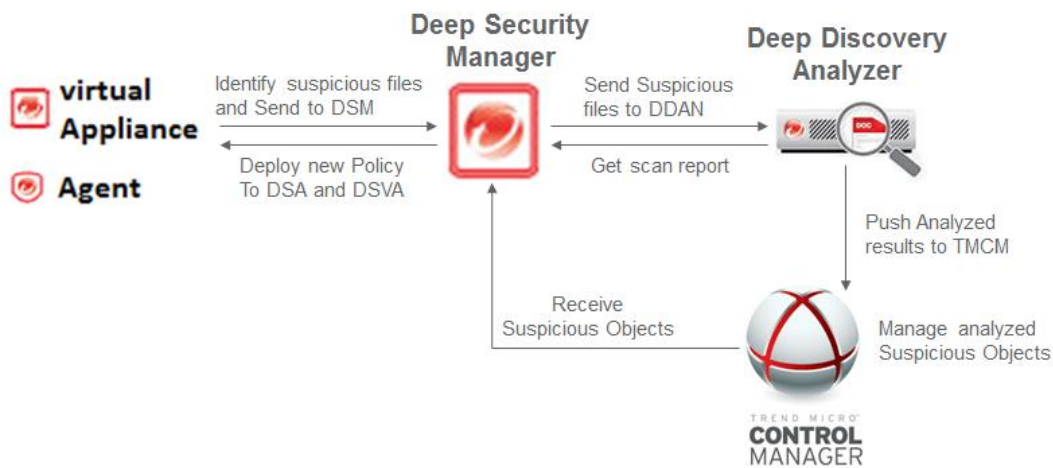 Deep Security
Manager
Deep Discovery
Analyzer
virtual
Appliance
Agent
Identify suspicious files
and Send to DSM
Deploy new Policy
To DSA and DSVA
Send Suspicious
files to DDAN
Get scan report
DOC
Push Analyzed
results to TMCM
Receive
Suspicious Objects
Manage analyzed
Suspicious Objects
TREND MICRO
CONTROL
MANAGER